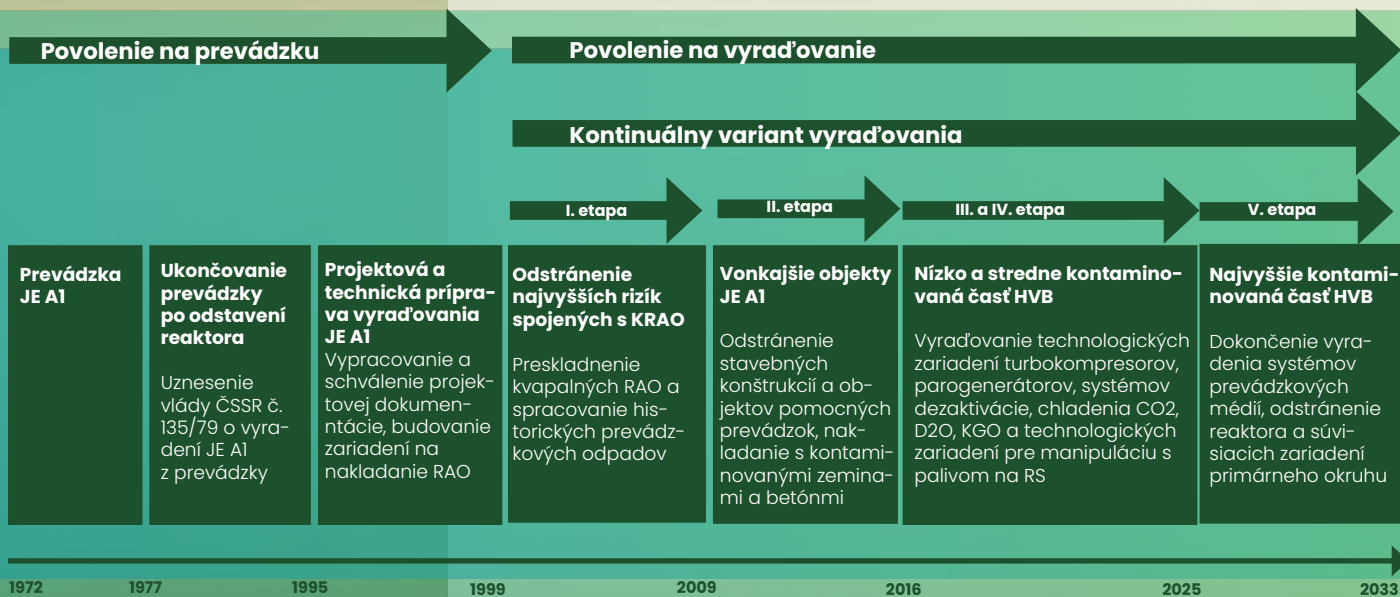 Povolenie na prevádzku
Povolenie na vyraďovanie
Kontinuálny variant vyraďovania
I. etapa
II. etapa
III. a IV. etapa
V. etapa
Prevádzka
JE A1
Ukončovanie
prevádzky
po odstavení
reaktora
Uznesenie
vlády ČSSR č.
135/79 o vyra-
dení JE A1
z prevádzky
Projektová a
technická prípra-
va vyraďovania
JE A1
Vypracovanie a
schválenie projek-
tovej dokumen-
tácie, budovanie
zariadení na
nakladanie RAO
Odstránenie
najvyšších rizík
spojených s KRAO
Preskladnenie
kvapalných RAO a
spracovanie his-
torických prevádz-
kových odpadov
Vonkajšie objekty
JE A1
Odstránenie
stavebných
konštrukcií a ob-
jektov pomocných
prevádzok, nak-
ladanie s kontami-
novanými zemina-
mi a betónmi
Nízko a stredne kontamino-
vaná časť HVB
Vyraďovanie technologických
zariadení turbokompresorov,
parogenerátorov, systémov
dezaktivácie, chladenia CO2,
D2O, KGO a technologických
zariadení pre manipuláciu s
palivom na RS
Najvyššie kontami-
novaná časť HVB
Dokončenie vyra-
denia systémov
prevádzkových
médií, odstránenie
reaktora a súvi-
siacich zariadení
primárneho okruhu
1972
1977
1995
1999
2009
2016
2025
2033